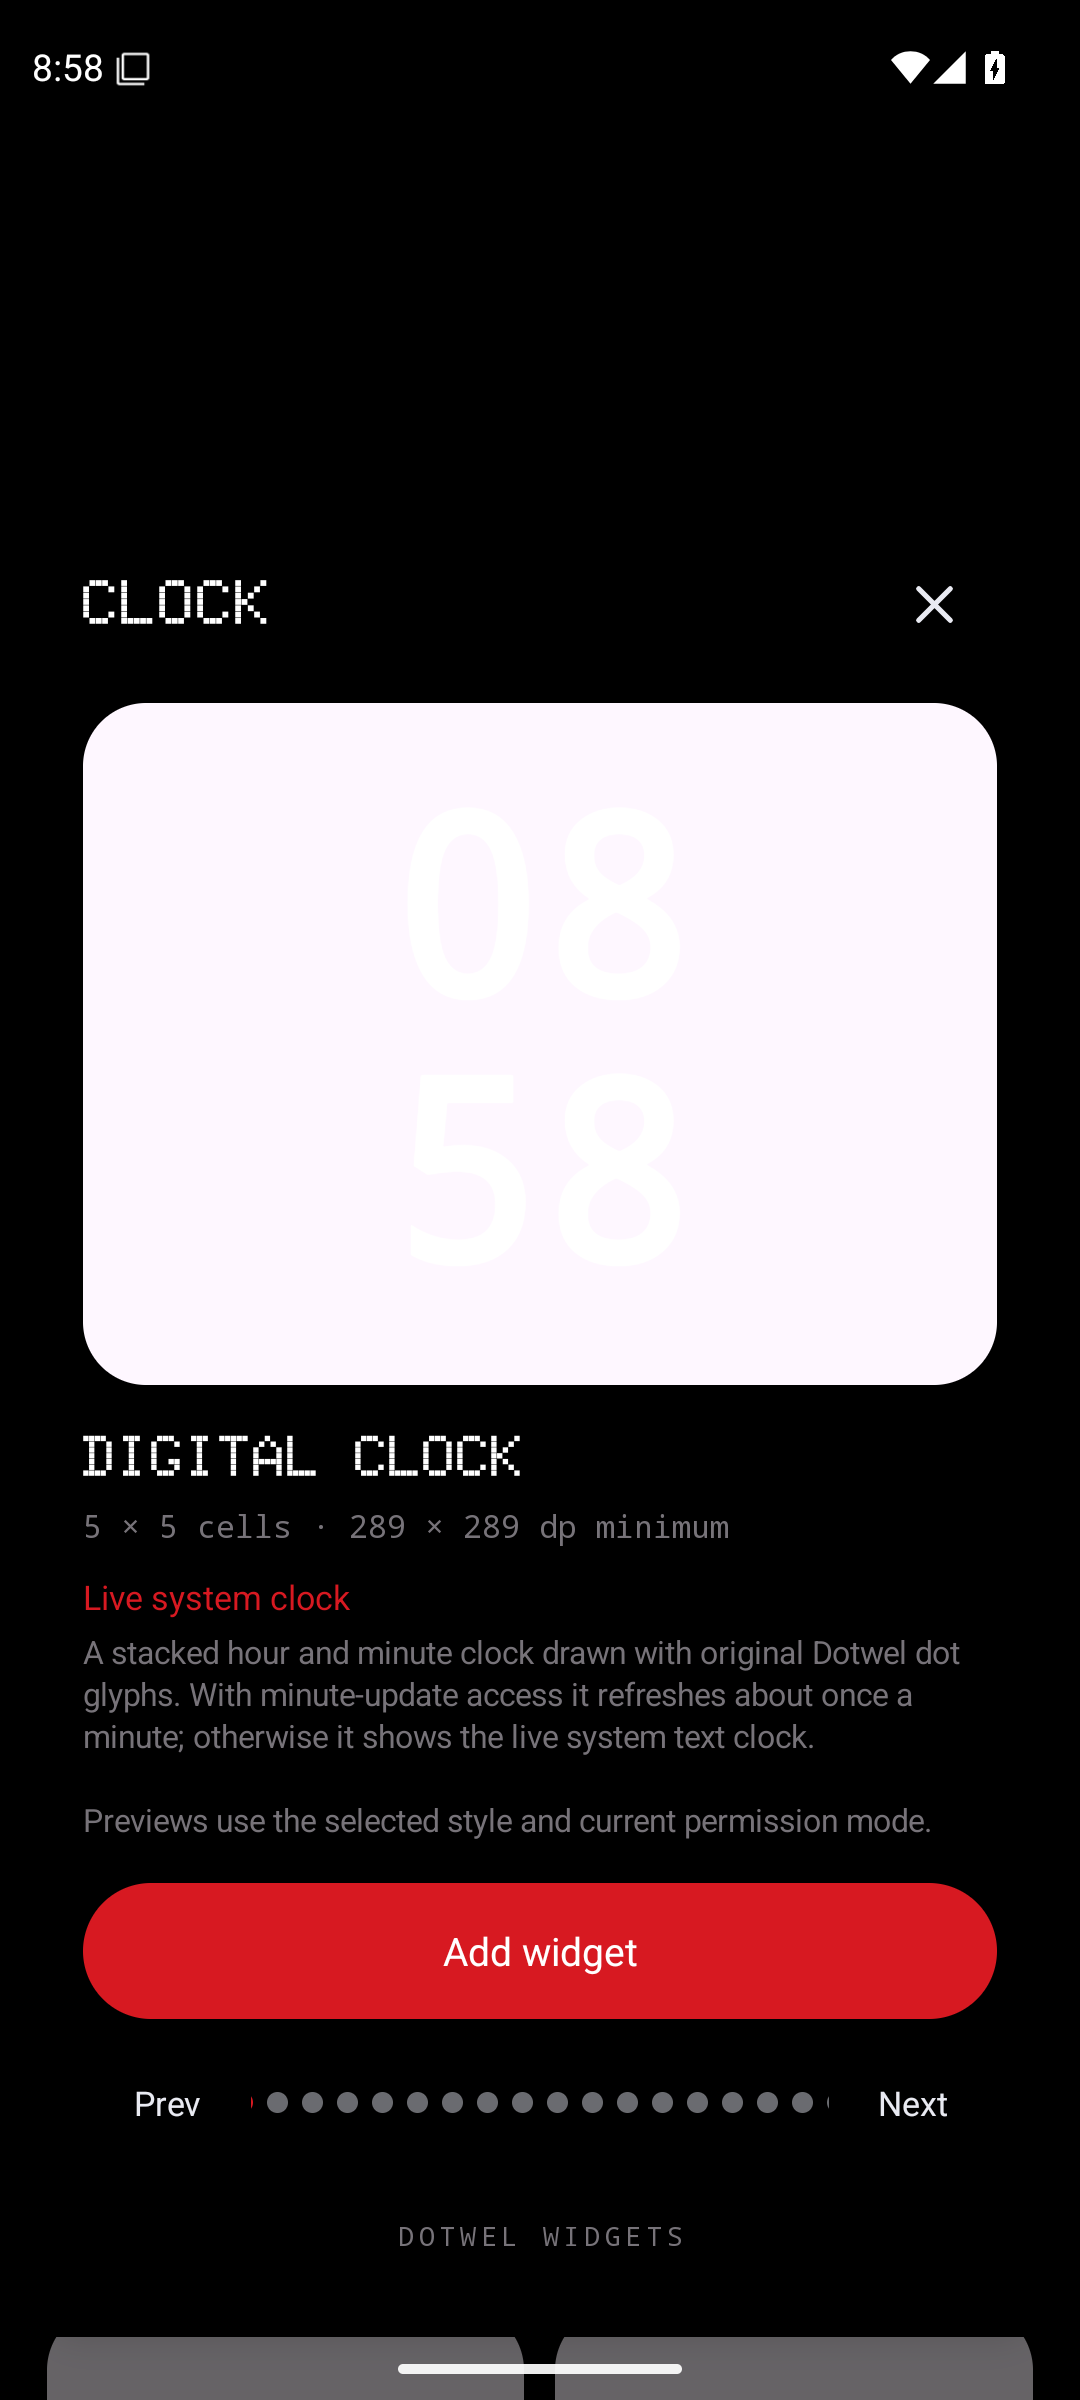 8:58
CLOCK
08
58
DIGITAL CLOCK
5 × 5 cells · 289 × 289 dp minimum
Live system clock
A stacked hour and minute clock drawn with original Dotwel dot
glyphs. With minute-update access it refreshes about once a
minute; otherwise it shows the live system text clock.
Previews use the selected style and current permission mode.
Add widget
Prev
Next
DOTWEL WIDGETS